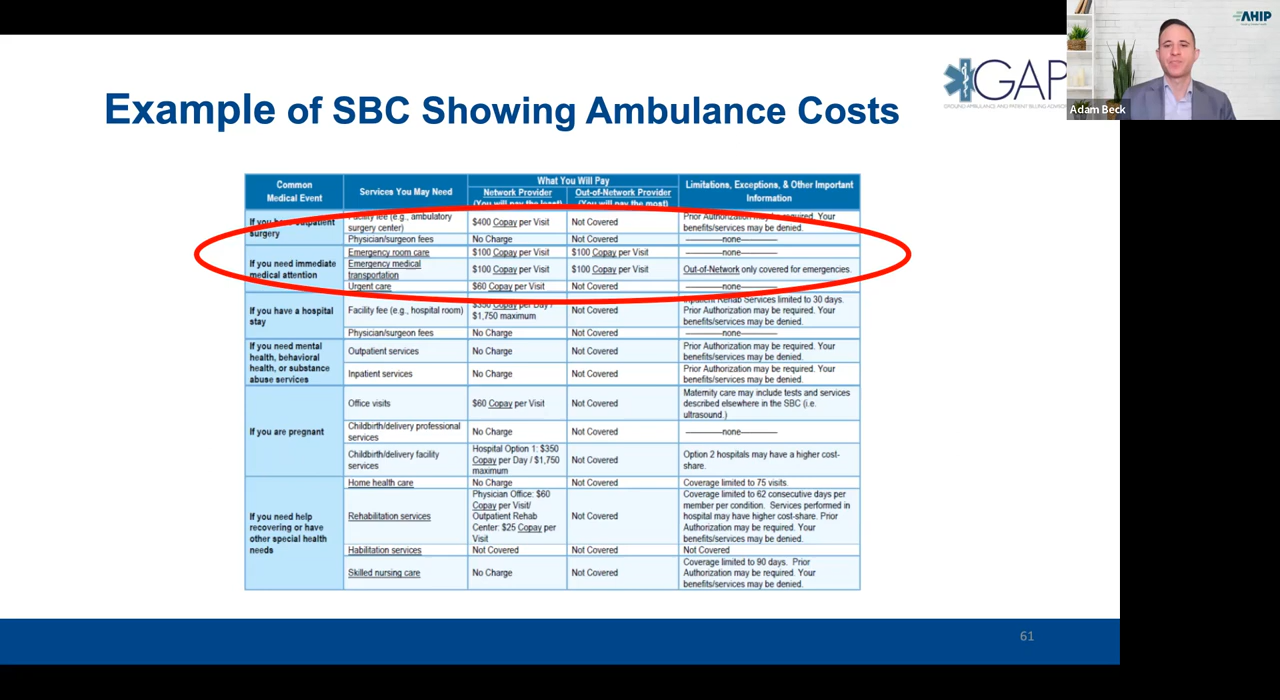 AHIP
GAP
Adam Beck
Example of SBC Showing Ambulance Costs
Common
Medical Event
Services You May Need
What You Will Pay
Network Provider
(You will pay the least)
Out-of-Network Provider
(You will pay the most)
Limitations, Exceptions, & Other Important
Information
If you have outpatient
surgery
Facility fee (e.g., ambulatory
surgery center)
$400 Copay per Visit
Not Covered
Prior Authorization may be required. Your
benefits/services may be denied.
Physician/surgeon fees
No Charge
Not Covered
————none————
If you need immediate
medical attention
Emergency room care
$100 Copay per Visit
$100 Copay per Visit
————none————
Emergency medical
transportation
$100 Copay per Visit
$100 Copay per Visit
Out-of-Network only covered for emergencies.
Urgent care
$60 Copay per Visit
Not Covered
————none————
If you have a hospital
stay
Facility fee (e.g., hospital room)
$350 Copay per Day /
$1,750 maximum
Not Covered
Inpatient Rehab Services limited to 30 days.
Prior Authorization may be required. Your
benefits/services may be denied.
Physician/surgeon fees
No Charge
Not Covered
————none————
If you need mental
health, behavioral
health, or substance
abuse services
Outpatient services
No Charge
Not Covered
Prior Authorization may be required. Your
benefits/services may be denied.
Inpatient services
No Charge
Not Covered
Prior Authorization may be required. Your
benefits/services may be denied.
If you are pregnant
Office visits
$60 Copay per Visit
Not Covered
Maternity care may include tests and services
described elsewhere in the SBC (i.e.
ultrasound.)
Childbirth/delivery professional
services
No Charge
Not Covered
————none————
Childbirth/delivery facility
services
Hospital Option 1: $350
Copay per Day / $1,750
maximum
Not Covered
Option 2 hospitals may have a higher cost-
share.
If you need help
recovering or have
other special health
needs
Home health care
No Charge
Not Covered
Coverage limited to 75 visits.
Rehabilitation services
Physician Office: $60
Copay per Visit/
Outpatient Rehab
Center: $25 Copay per
Visit
Not Covered
Coverage limited to 62 consecutive days per
member per condition. Services performed in
hospital may have higher cost-share. Prior
Authorization may be required. Your
benefits/services may be denied.
Habilitation services
Not Covered
Not Covered
Not Covered
Skilled nursing care
No Charge
Not Covered
Coverage limited to 90 days. Prior
Authorization may be required. Your
benefits/services may be denied.
61